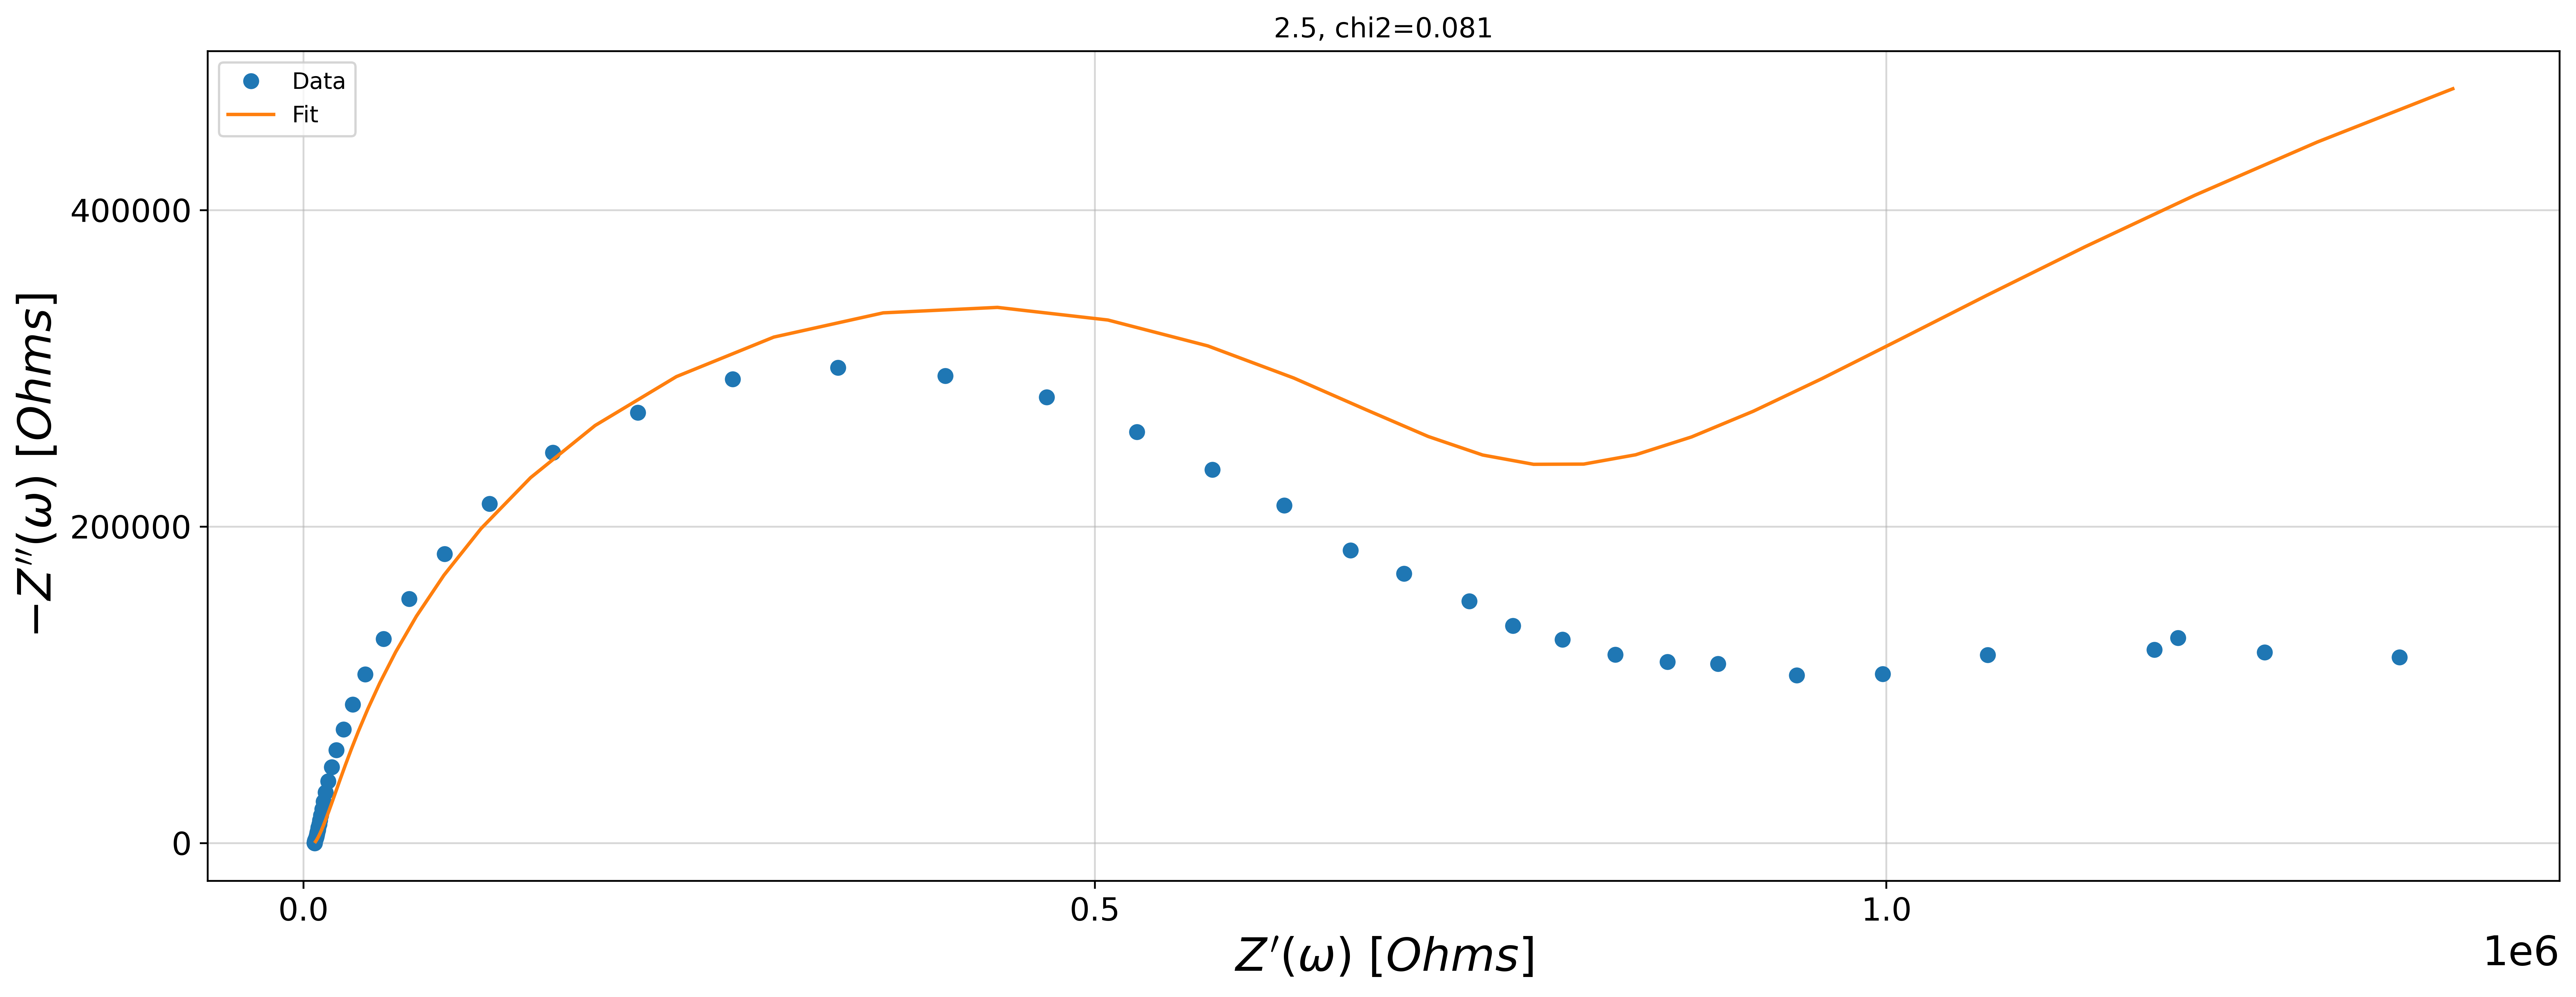 2.5, chi2=0.081
Data
Fit
−Z′′(ω) [Ohms]
400000
200000
0
0.0
0.5
1.0
Z′(ω) [Ohms]
1e6